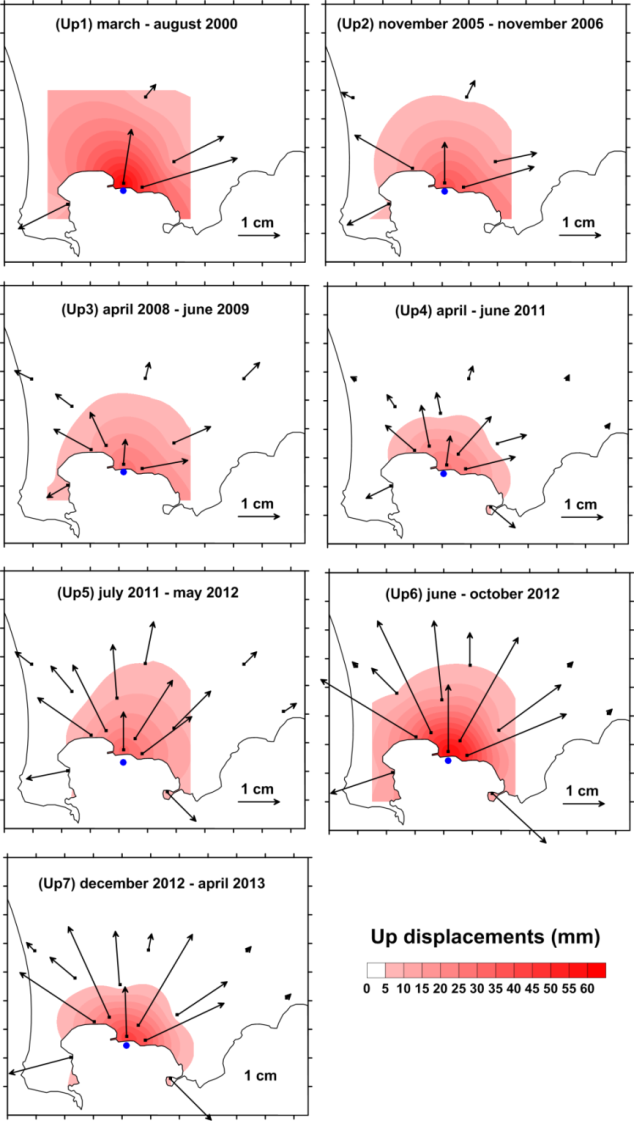 (Up1) march - august 2000
1 cm
(Up2) november 2005 - november 2006
1 cm
(Up3) april 2008 - june 2009
1 cm
(Up4) april - june 2011
1 cm
(Up5) july 2011 - may 2012
1 cm
(Up6) june - october 2012
1 cm
(Up7) december 2012 - april 2013
1 cm
Up displacements (mm)
0 5 10 15 20 25 30 35 40 45 50 55 60